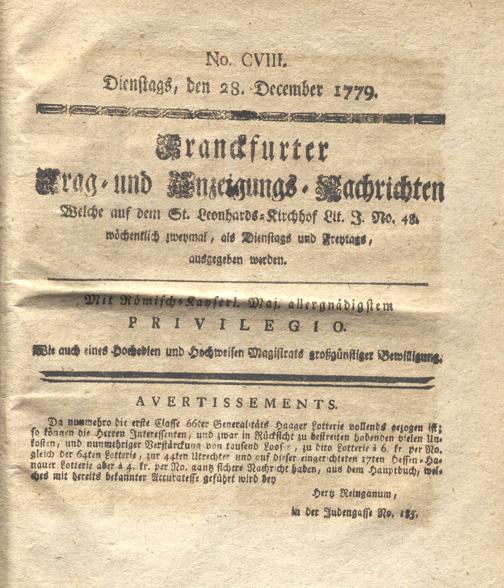 No. CVIII.
Dienstags, den 28. December 1779.
Franckfurter
Frag- und Anzeigungs-Nachrichten
Welche auf dem St. Leonhards-Kirchhof Lit. J. No. 48.
wöchentlich zweymal, als Dienstags und Freytags,
ausgegeben werden.
Mit Römisch-Kayserl. Maj. allergnädigstem
PRIVILEGIO.
Wie auch eines Hochedlen und Hochweisen Magistrats großgünstiger Bewilligung.
AVERTISSEMENTS.
Da nunmehro die erste Classe 66ter Generalitäts Haager Lotterie vollends gezogen ist;
so können die Herren Interessenten, und zwar in Rücksicht zu bestreiten habenden vielen Un-
kosten, und nunmehriger Verstärckung von tausend Looser, zu dito Lotterie à 6. kr. per No.
gleich der 64ten Lotterie, zur 44ten Utrechter und auf dieser eingerichteten 17ten Hessen-Ha-
nauer Lotterie aber à 4. kr. per No. gantz sichere Nachricht haben, aus dem Hauptbuch, wel-
ches mit bereits bekannter Accuratesse geführt wird bey
Hertz Reinganum,
in der Judengasse No. 185.